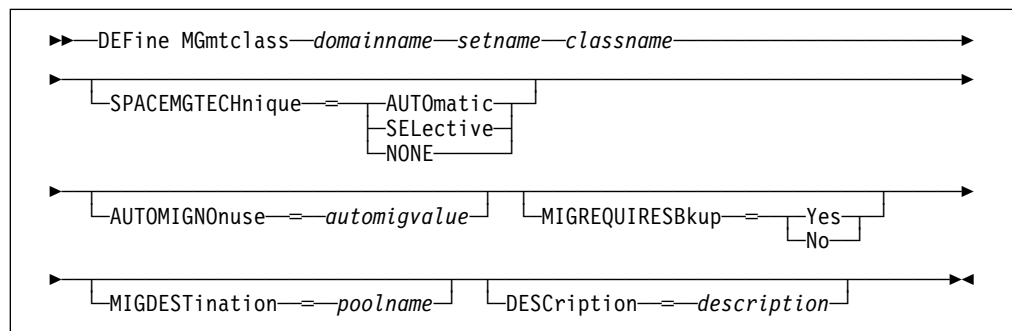 DEFine MGmtclass domainname setname classname
SPACEMGTECHnique = AUTOmatic
SELective
NONE
AUTOMIGNOnuse = automigvalue MIGREQUIRESBkup = Yes
No
MIGDESTination = poolname DESCription = description